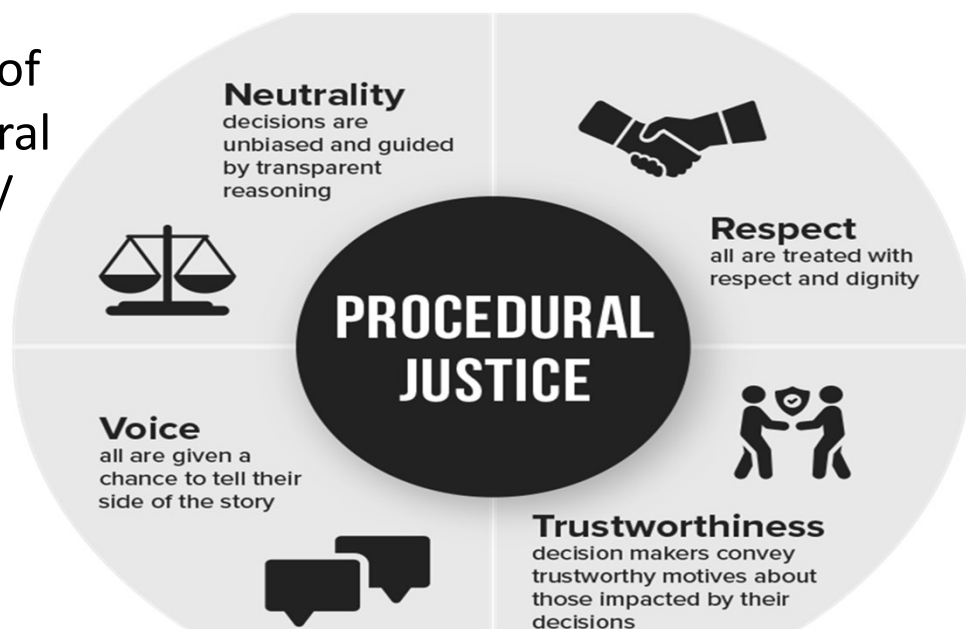 of
ral
Neutrality
decisions are
unbiased and guided
by transparent
reasoning
Respect
all are treated with
respect and dignity
PROCEDURAL
JUSTICE
Voice
all are given a
chance to tell their
side of the story
Trustworthiness
decision makers convey
trustworthy motives about
those impacted by their
decisions